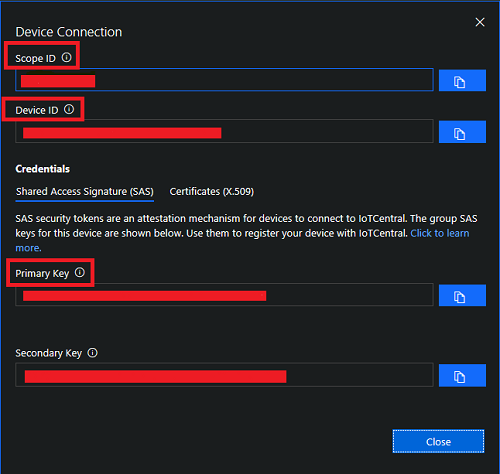 Device Connection
Scope ID
Device ID
Credentials
Shared Access Signature (SAS) Certificates (X.509)
SAS security tokens are an attestation mechanism for devices to connect to IoTCentral. The group SAS
keys for this device are shown below. Use them to register your device with IoTCentral. Click to learn
more.
Primary Key
Secondary Key
Close